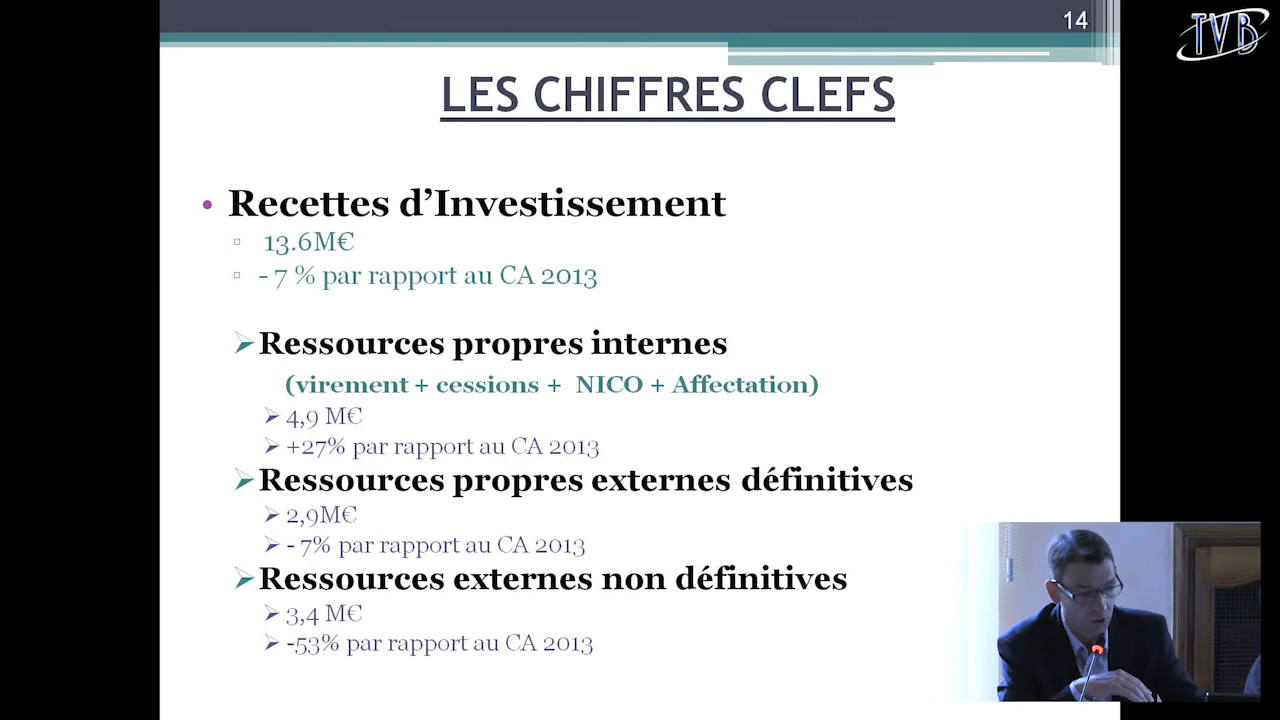 14
TVB
LES CHIFFRES CLEFS
• Recettes d’Investissement
13.6M€
- 7 % par rapport au CA 2013
Ressources propres internes
(virement + cessions + NICO + Affectation)
4,9 M€
+27% par rapport au CA 2013
Ressources propres externes définitives
2,9M€
- 7% par rapport au CA 2013
Ressources externes non définitives
3,4 M€
-53% par rapport au CA 2013